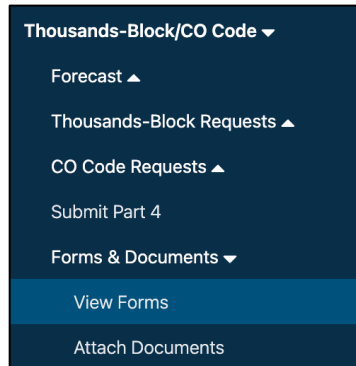 Thousands-Block/CO Code
Forecast
Thousands-Block Requests
CO Code Requests
Submit Part 4
Forms & Documents
View Forms
Attach Documents